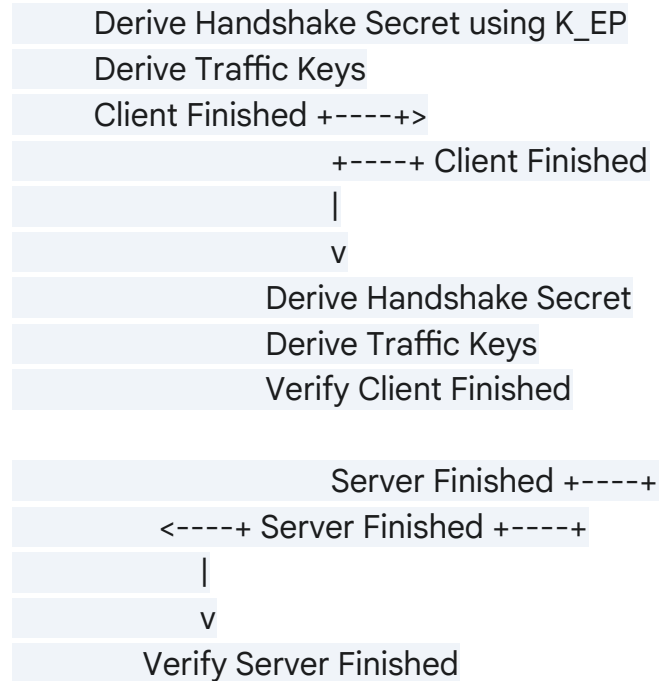 Derive Handshake Secret using K_EP
Derive Traffic Keys
Client Finished +----+>
+----+ Client Finished
|
v
Derive Handshake Secret
Derive Traffic Keys
Verify Client Finished
Server Finished +----+
<----+ Server Finished +----+
|
v
Verify Server Finished